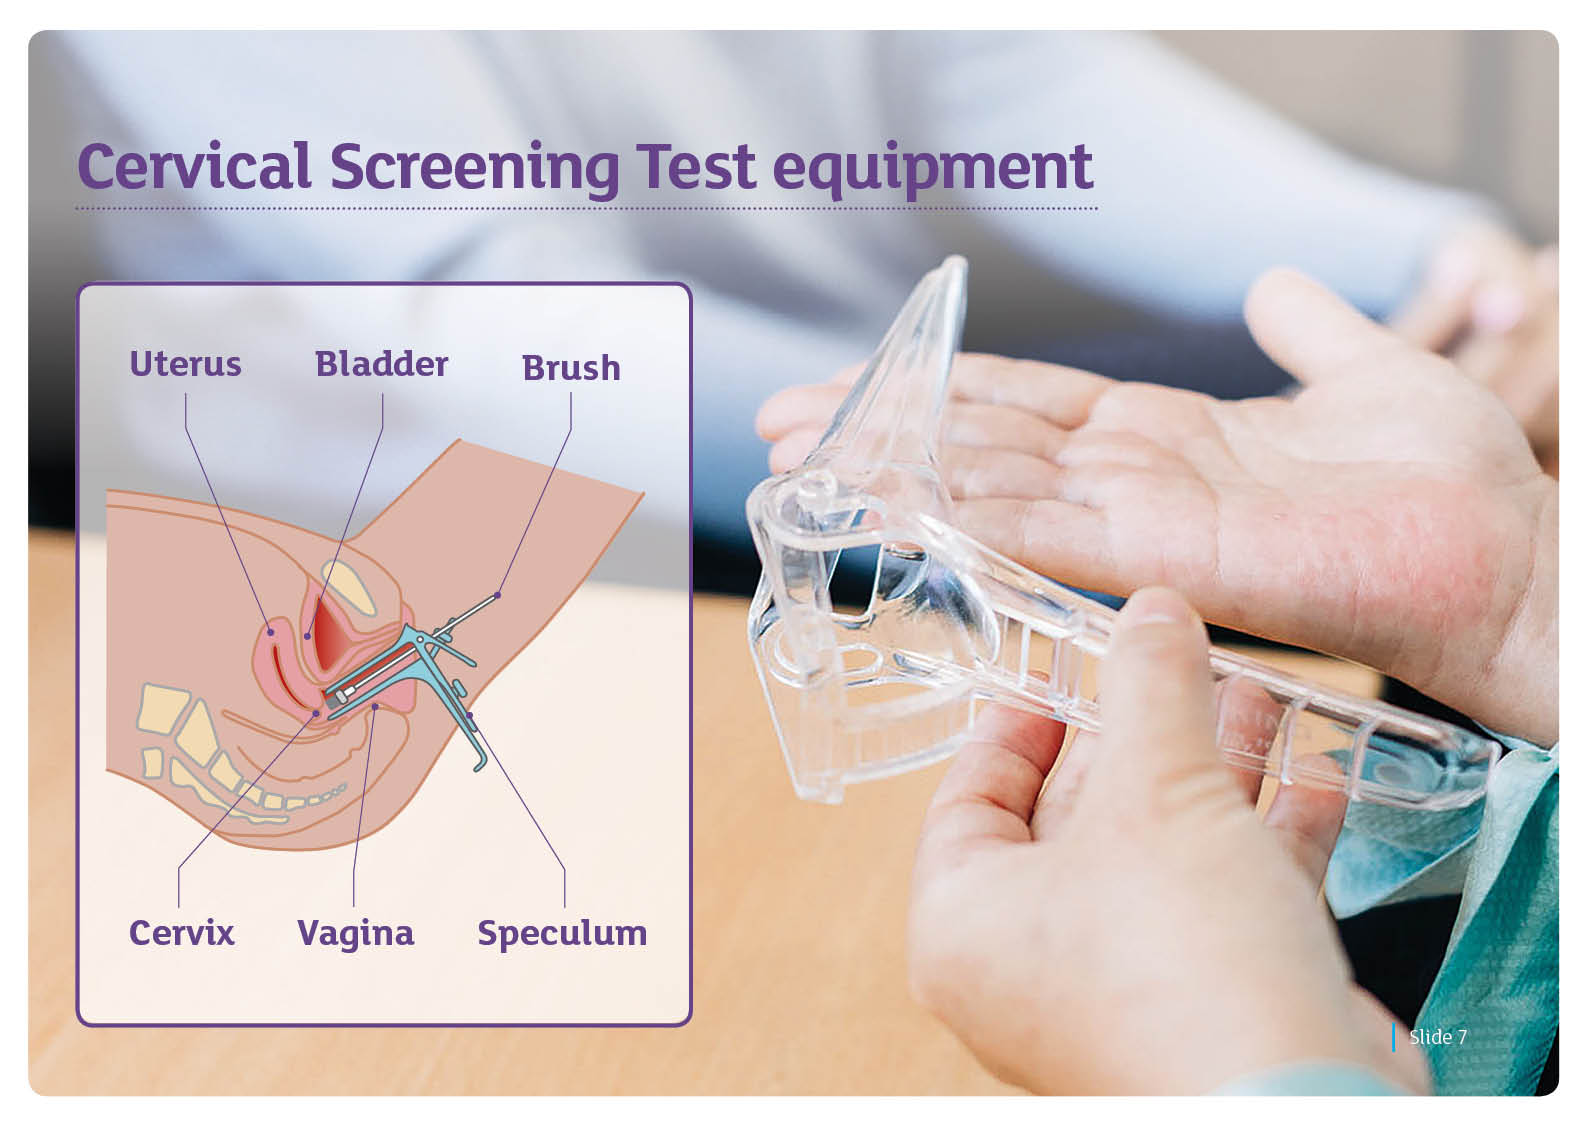 Cervical Screening Test equipment
Uterus
Bladder
Brush
Cervix
Vagina
Speculum
Slide 7